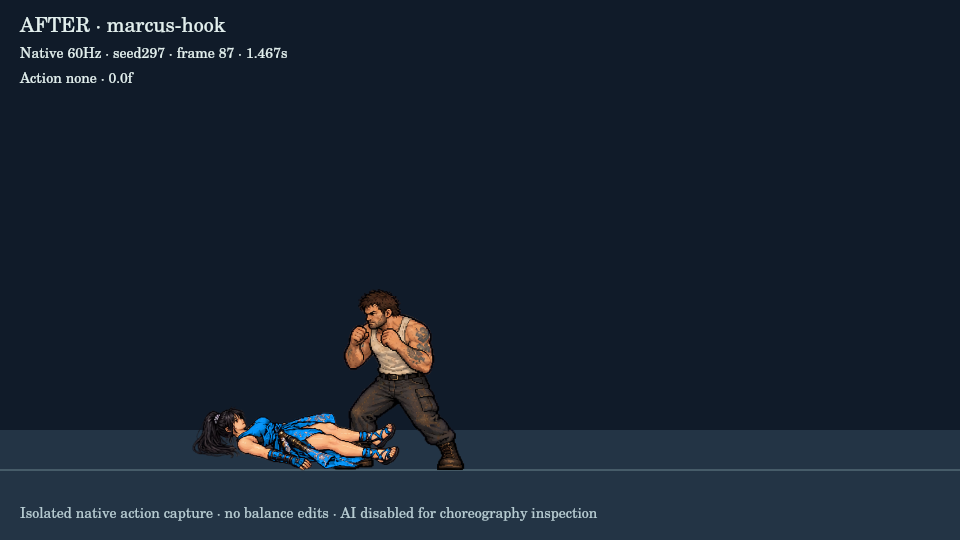 AFTER · marcus-hook
Native 60Hz · seed297 · frame 87 · 1.467s
Action none · 0.0f
Isolated native action capture · no balance edits · AI disabled for choreography inspection